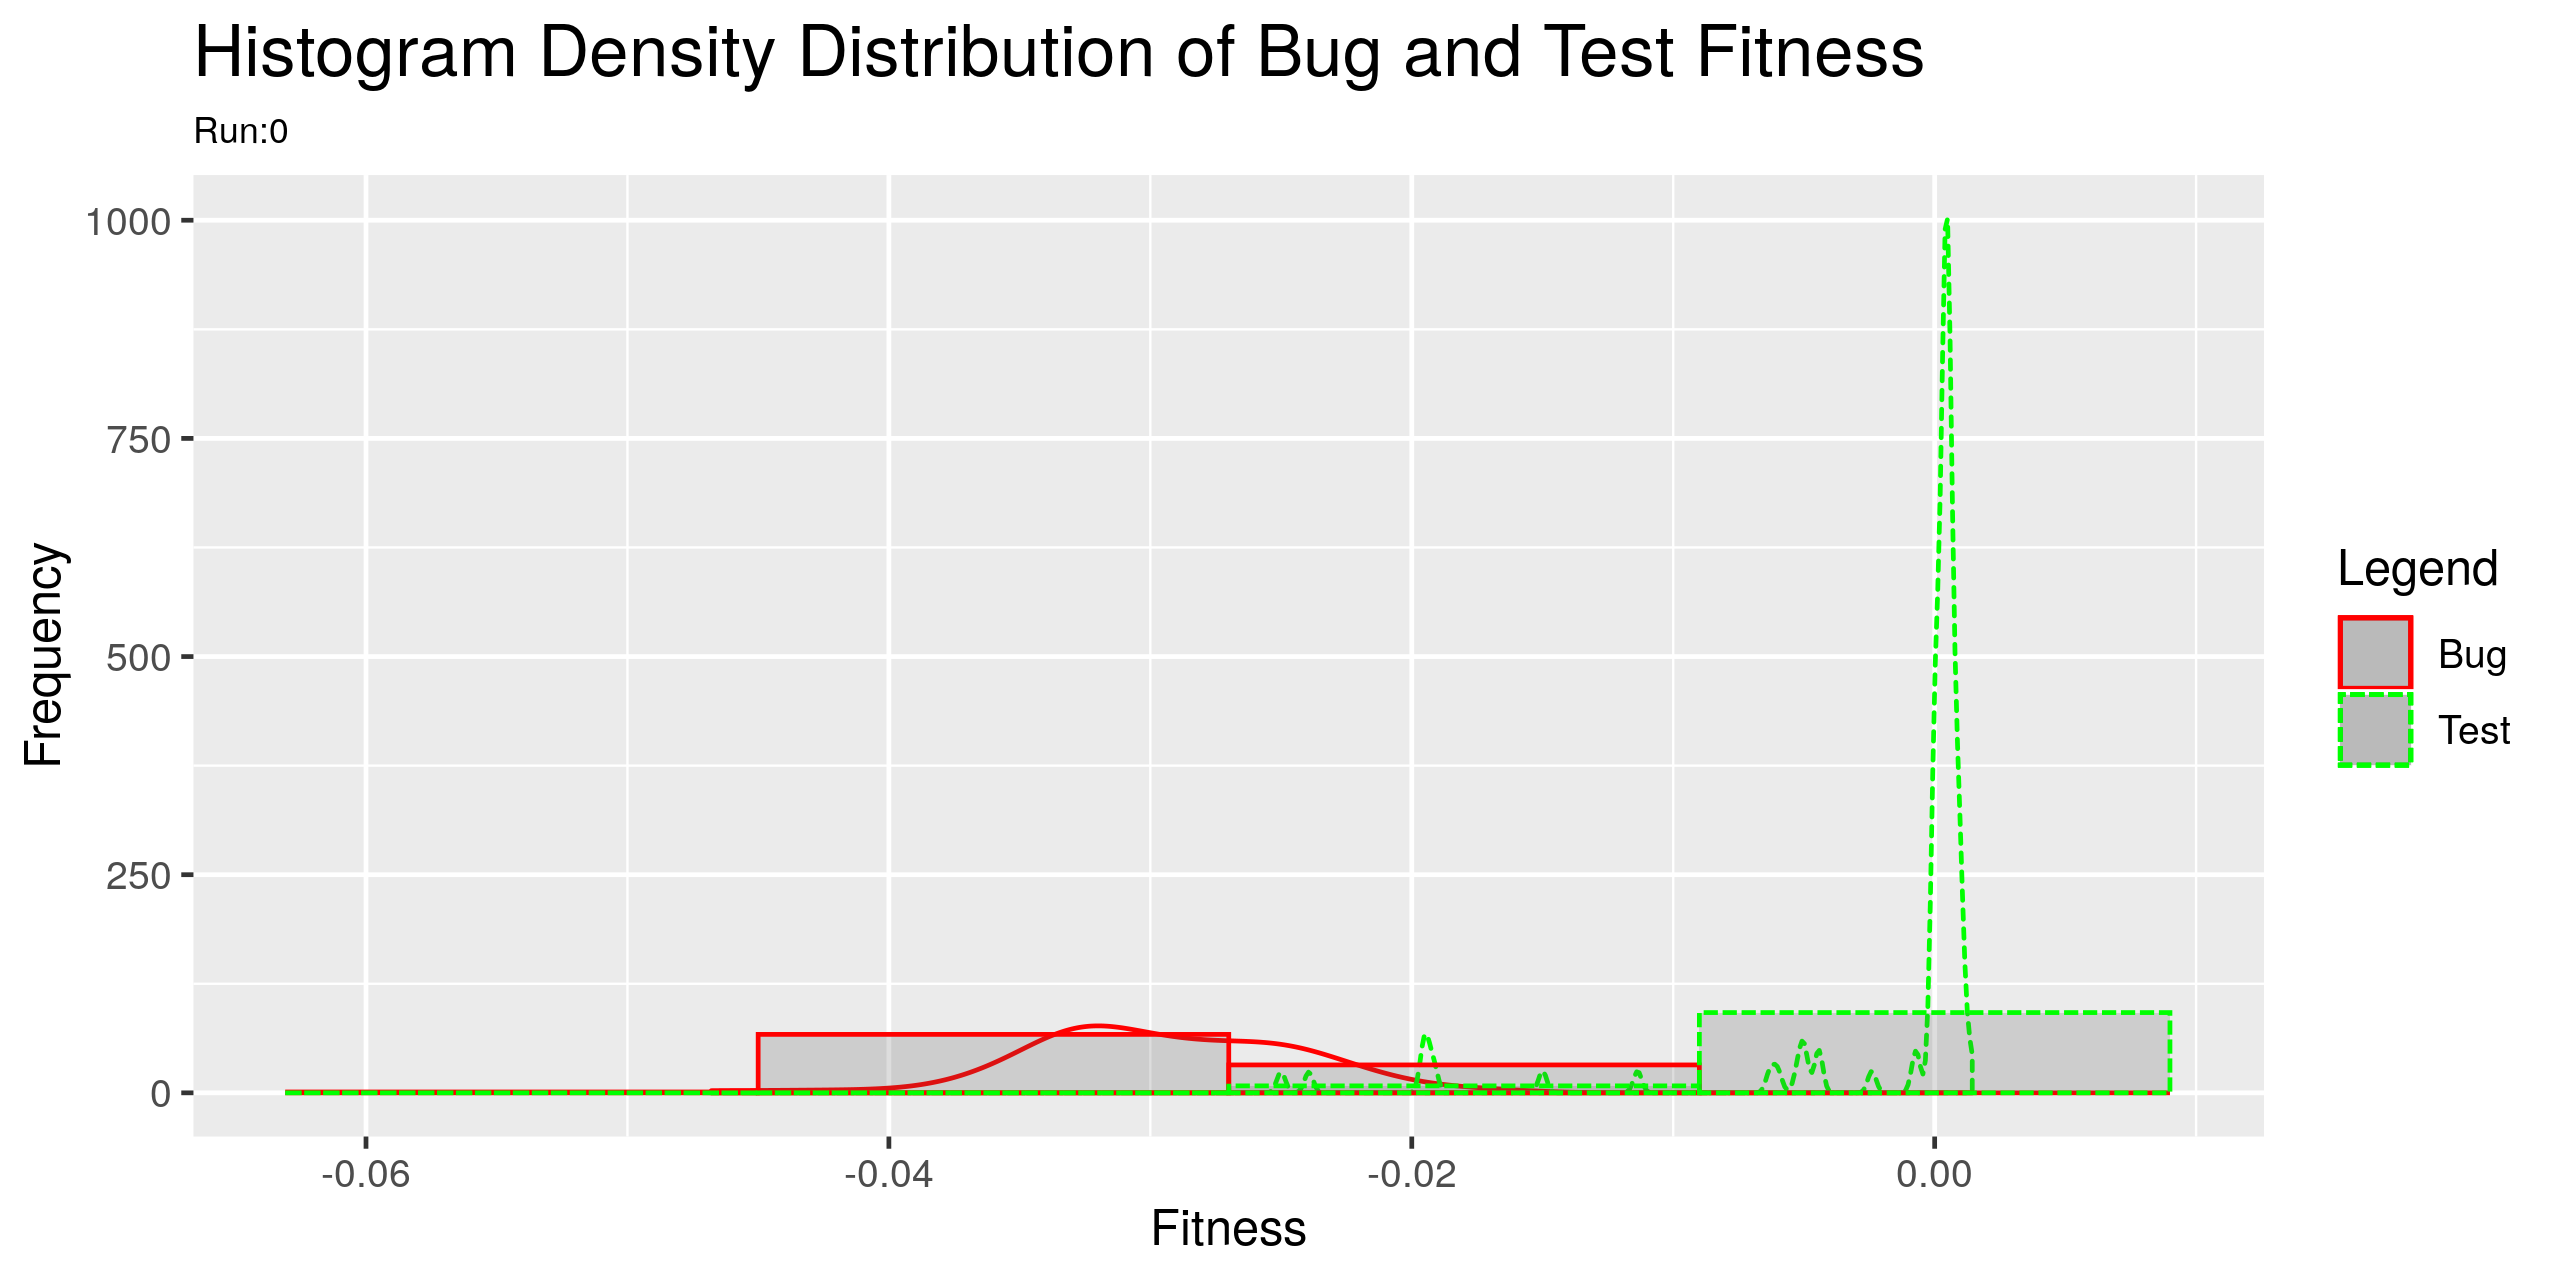 Histogram Density Distribution of Bug and Test Fitness
Run:0
Frequency
1000
750
500
250
0
-0.06
-0.04
-0.02
0.00
Fitness
Legend
Bug
Test